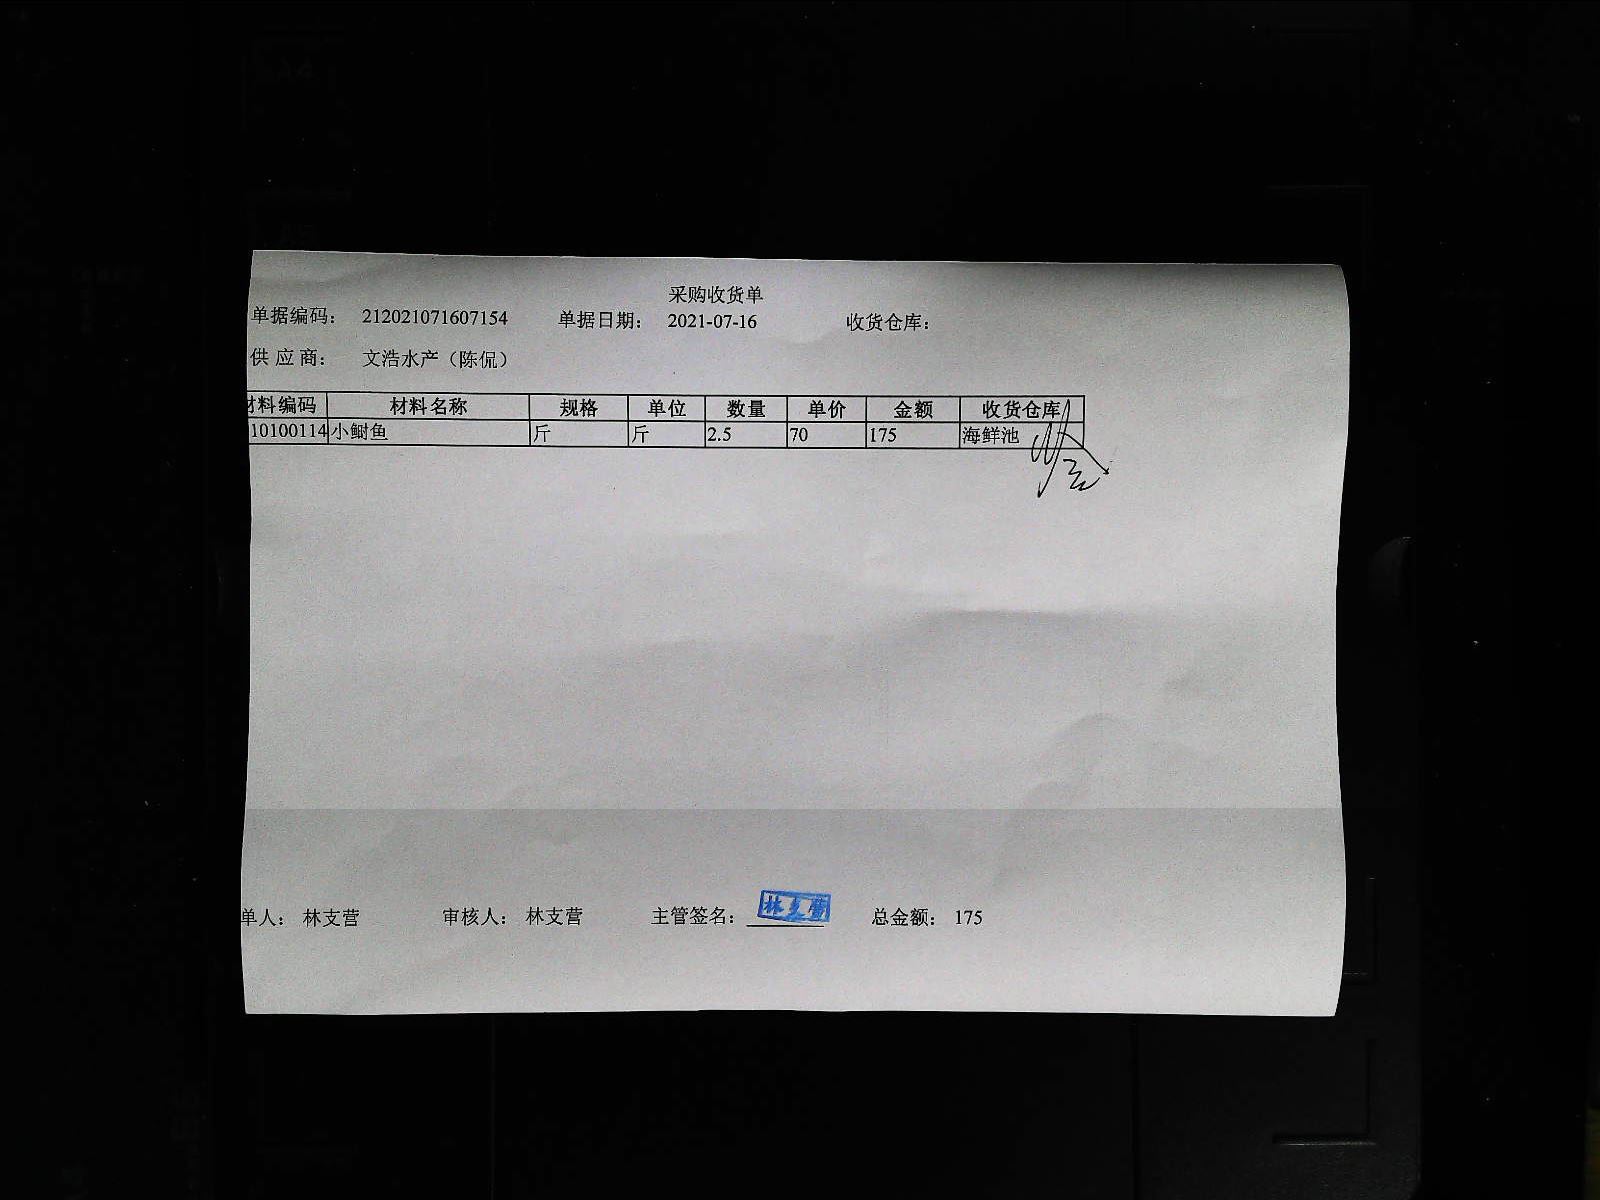 采购收货单
单据编码： 212021071607154 单据日期： 2021-07-16 收货仓库：
供 应 商： 文浩水产（陈侃）
材料编码 材料名称 规格 单位 数量 单价 金额 收货仓库
10100114 小鲥鱼 斤 斤 2.5 70 175 海鲜池
单人： 林支营 审核人： 林支营 主管签名： 林支营 总金额： 175